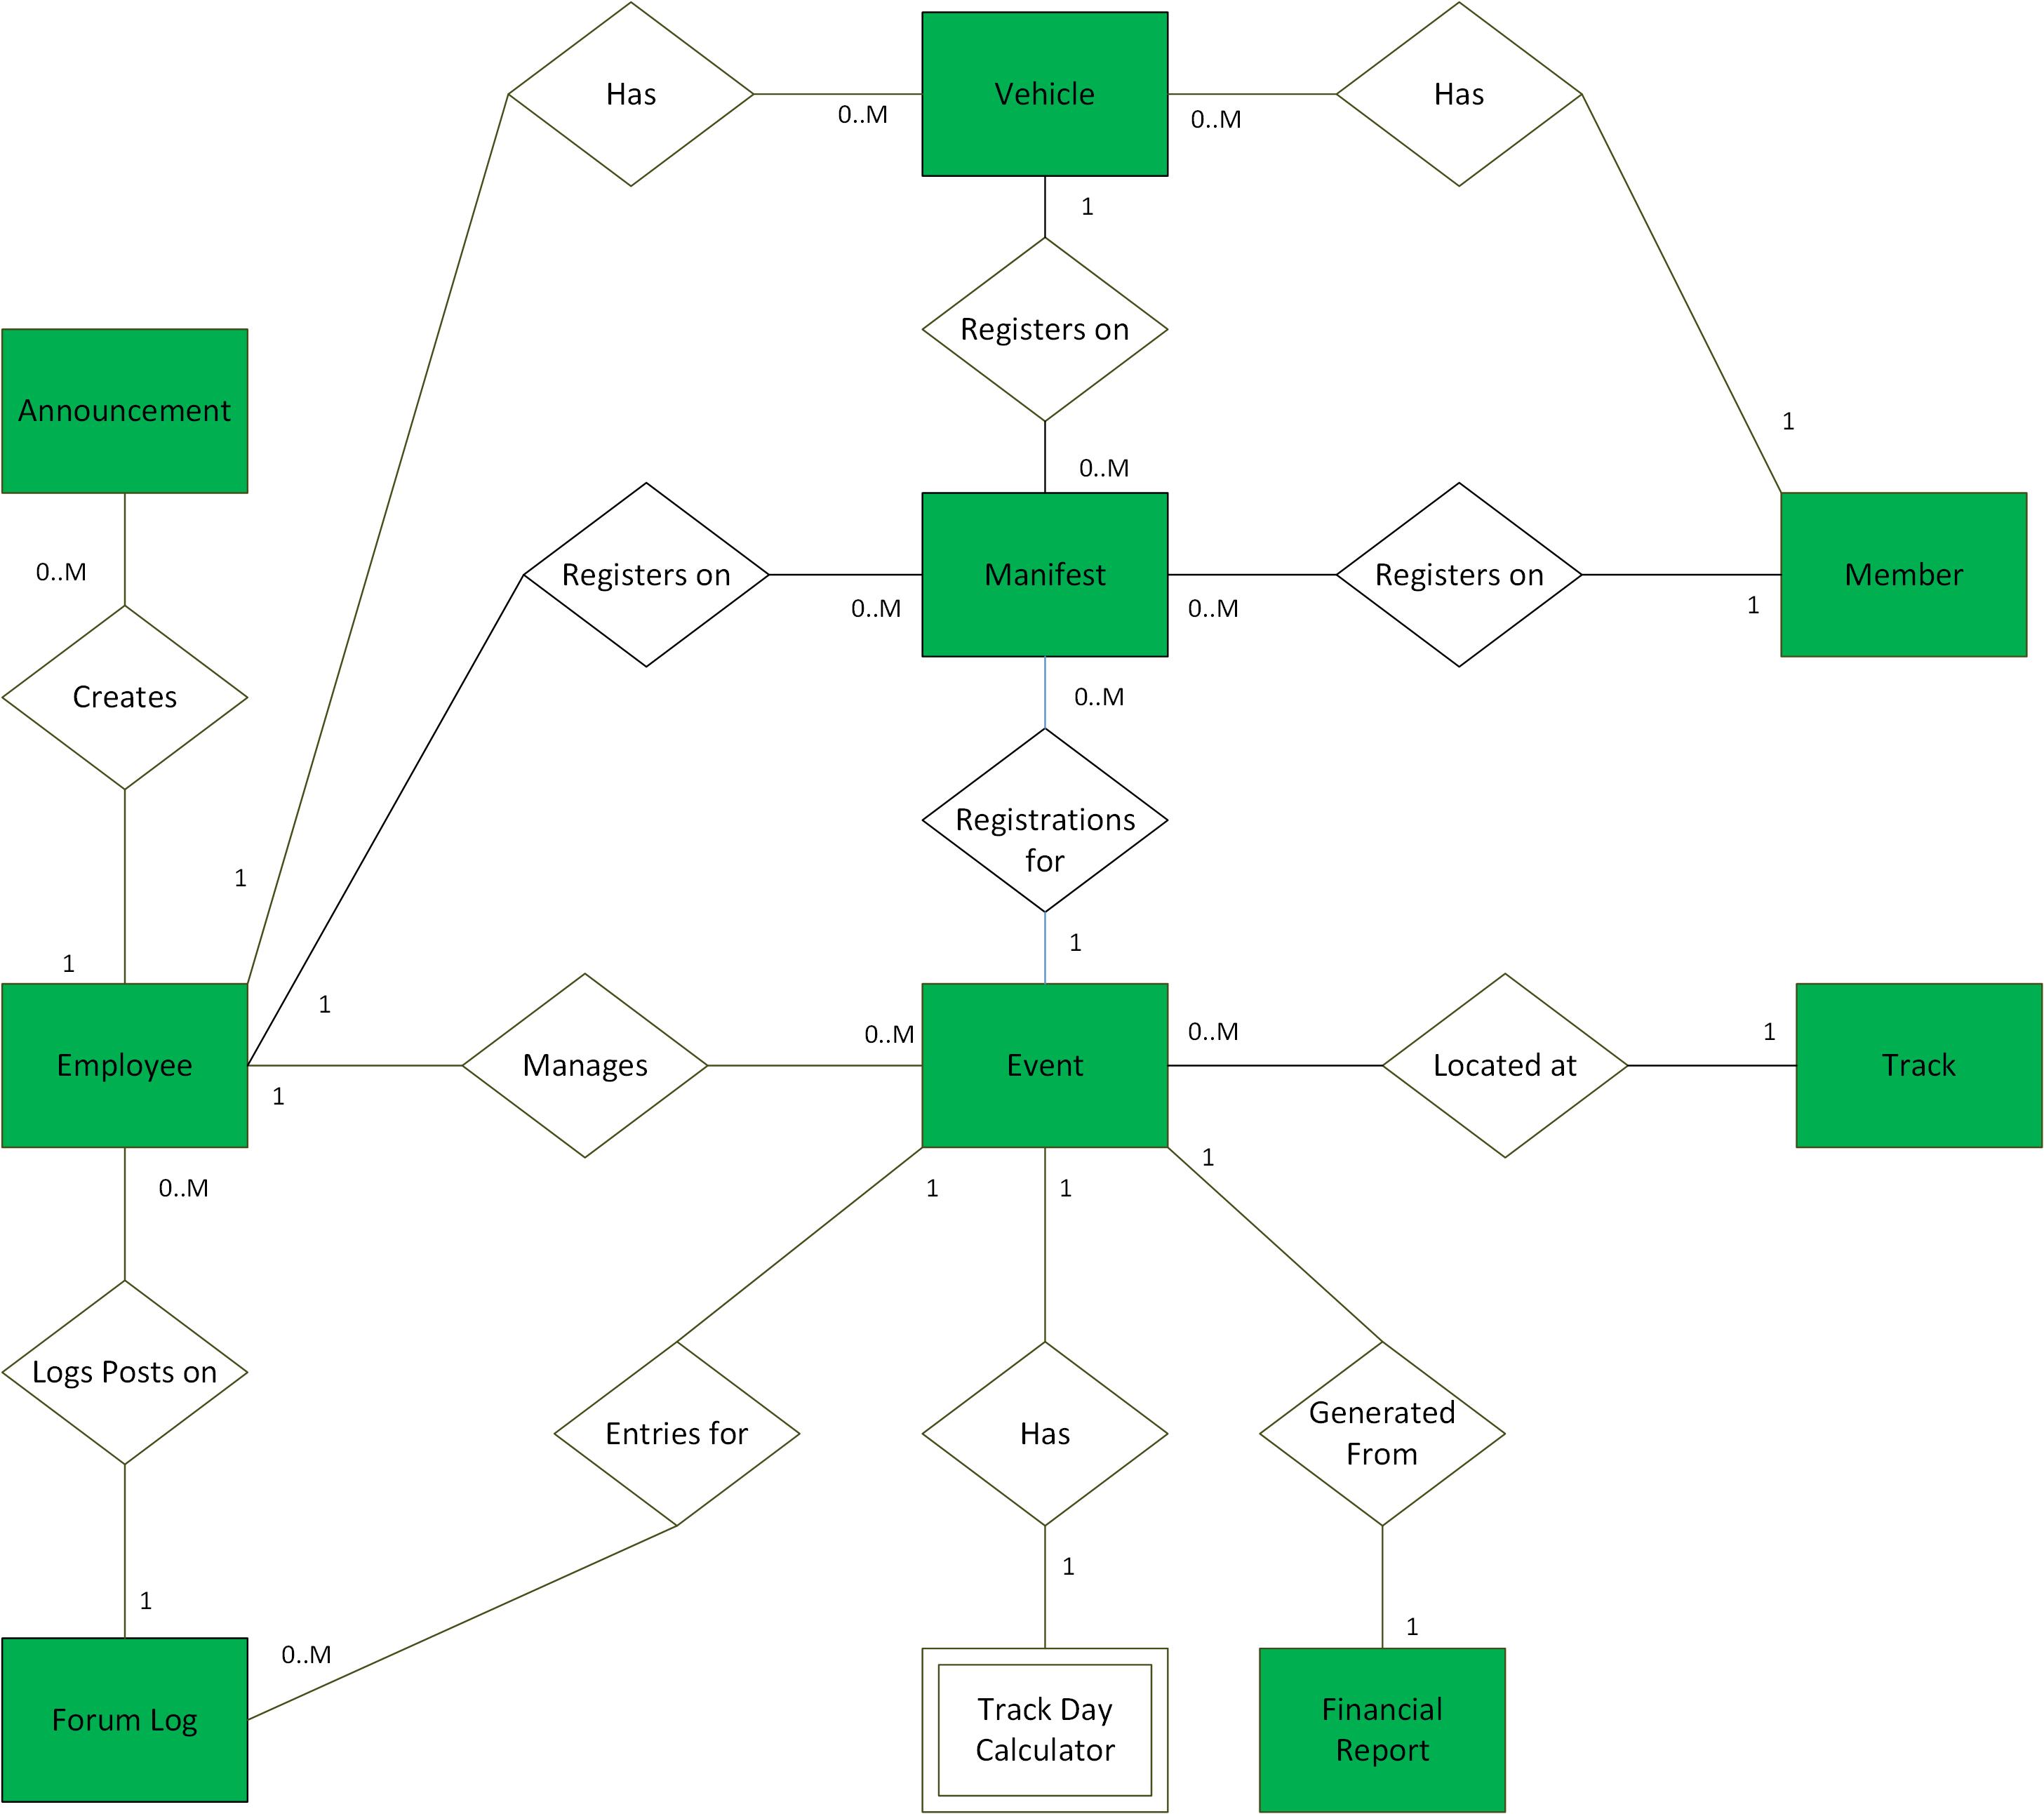 Has
Vehicle
Has
0..M
0..M
1
Registers on
Announcement
1
0..M
0..M
Registers on
Manifest
Registers on
Member
0..M
0..M
1
Creates
0..M
Registrations
for
1
1
1
1
0..M
0..M
1
Employee
Manages
Event
Located at
Track
1
1
0..M
1
1
Logs Posts on
Entries for
Has
Generated
From
1
1
1
0..M
Forum Log
Track Day
Calculator
Financial
Report